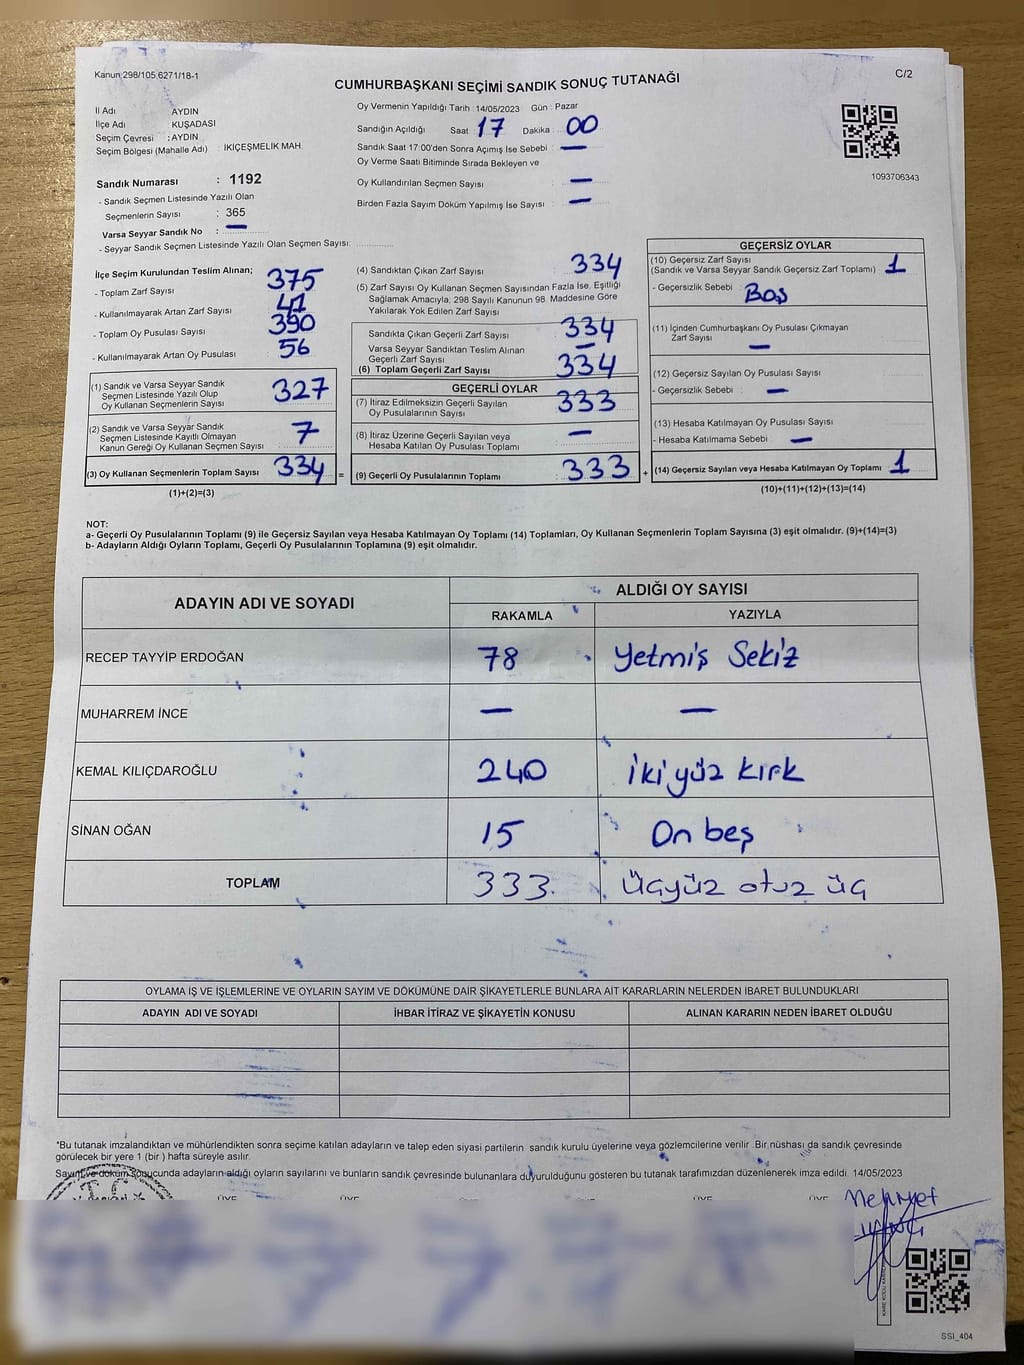 Kanun 298/105,6271/18-1
CUMHURBAŞKANI SEÇİMİ SANDIK SONUÇ TUTANAĞI
C/2
İl Adı AYDIN
İlçe Adı KUŞADASI
Seçim Çevresi : AYDIN
Seçim Bölgesi (Mahalle Adı) : İKİÇEŞMELİK MAH.
Sandık Numarası : 1192
- Sandık Seçmen Listesinde Yazılı Olan
Seçmenlerin Sayısı : 365
Varsa Seyyar Sandık No : —
- Seyyar Sandık Seçmen Listesinde Yazılı Olan Seçmen Sayısı:
Oy Vermenin Yapıldığı Tarih : 14/05/2023 Gün : Pazar
Sandığın Açıldığı Saat : 17 Dakika : 00
Sandık Saat 17:00'den Sonra Açımış İse Sebebi : —
Oy Verme Saati Bitiminde Sırada Bekleyen ve
Oy Kullandırılan Seçmen Sayısı : —
Birden Fazla Sayım Döküm Yapılmış İse Sayısı : —
1093706343
İlçe Seçim Kurulundan Teslim Alınan;
- Toplam Zarf Sayısı 375
- Kullanılmayarak Artan Zarf Sayısı 41
- Toplam Oy Pusulası Sayısı 390
- Kullanılmayarak Artan Oy Pusulası 56
(1) Sandık ve Varsa Seyyar Sandık
Seçmen Listesinde Yazılı Olup
Oy Kullanan Seçmenlerin Sayısı 327
(2) Sandık ve Varsa Seyyar Sandık
Seçmen Listesinde Kayıtlı Olmayan
Kanun Gereği Oy Kullanan Seçmen Sayısı 7
(3) Oy Kullanan Seçmenlerin Toplam Sayısı 334 =
(1)+(2)=(3)
(4) Sandıktan Çıkan Zarf Sayısı 334
(5) Zarf Sayısı Oy Kullanan Seçmen Sayısından Fazla İse, Eşitliği
Sağlamak Amacıyla; 298 Sayılı Kanunun 98. Maddesine Göre
Yakılarak Yok Edilen Zarf Sayısı
Sandıkta Çıkan Geçerli Zarf Sayısı : 334
Varsa Seyyar Sandıktan Teslim Alınan
Geçerli Zarf Sayısı —
(6) Toplam Geçerli Zarf Sayısı 334
GEÇERLİ OYLAR
(7) İtiraz Edilmeksizin Geçerli Sayılan
Oy Pusulalarının Sayısı : 333
(8) İtiraz Üzerine Geçerli Sayılan veya
Hesaba Katılan Oy Pusulası Toplamı : —
(9) Geçerli Oy Pusulalarının Toplamı : 333 +
GEÇERSİZ OYLAR
(10) Geçersiz Zarf Sayısı
(Sandık ve Varsa Seyyar Sandık Geçersiz Zarf Toplamı) : 1
- Geçersizlik Sebebi : Boş
(11) İçinden Cumhurbaşkanı Oy Pusulası Çıkmayan
Zarf Sayısı : —
(12) Geçersiz Sayılan Oy Pusulası Sayısı :
- Geçersizlik Sebebi : —
(13) Hesaba Katılmayan Oy Pusulası Sayısı :
- Hesaba Katılmama Sebebi : —
(14) Geçersiz Sayılan veya Hesaba Katılmayan Oy Toplamı : 1
(10)+(11)+(12)+(13)=(14)
NOT:
a- Geçerli Oy Pusulalarının Toplamı (9) ile Geçersiz Sayılan veya Hesaba Katılmayan Oy Toplamı (14) Toplamları, Oy Kullanan Seçmenlerin Toplam Sayısına (3) eşit olmalıdır. (9)+(14)=(3)
b- Adayların Aldığı Oyların Toplamı, Geçerli Oy Pusulalarının Toplamına (9) eşit olmalıdır.
ADAYIN ADI VE SOYADI
ALDIĞI OY SAYISI
RAKAMLA YAZIYLA
RECEP TAYYİP ERDOĞAN 78 Yetmiş Sekiz
MUHARREM İNCE — —
KEMAL KILIÇDAROĞLU 240 ikiyüz kırk
SİNAN OĞAN 15 On beş
TOPLAM 333. üçyüz otuz üç
OYLAMA İŞ VE İŞLEMLERİNE VE OYLARIN SAYIM VE DÖKÜMÜNE DAİR ŞİKAYETLERLE BUNLARA AİT KARARLARIN NELERDEN İBARET BULUNDUKLARI
ADAYIN ADI VE SOYADI İHBAR İTİRAZ VE ŞİKAYETİN KONUSU ALINAN KARARIN NEDEN İBARET OLDUĞU
*Bu tutanak imzalandıktan ve mühürlendikten sonra seçime katılan adayların ve talep eden siyasi partilerin sandık kurulu üyelerine veya gözlemcilerine verilir. Bir nüshası da sandık çevresinde
görülecek bir yere 1 (bir ) hafta süreyle asılır.
Sayım ve döküm sonucunda adayların aldığı oyların sayılarını ve bunların sandık çevresinde bulunanlara duyurulduğunu gösteren bu tutanak tarafımızdan düzenlenerek imza edildi. 14/05/2023
T.C.
ÜYE ÜYE ÜYE ÜYE ÜYE ÜYE
Mehmet
SSİ_404